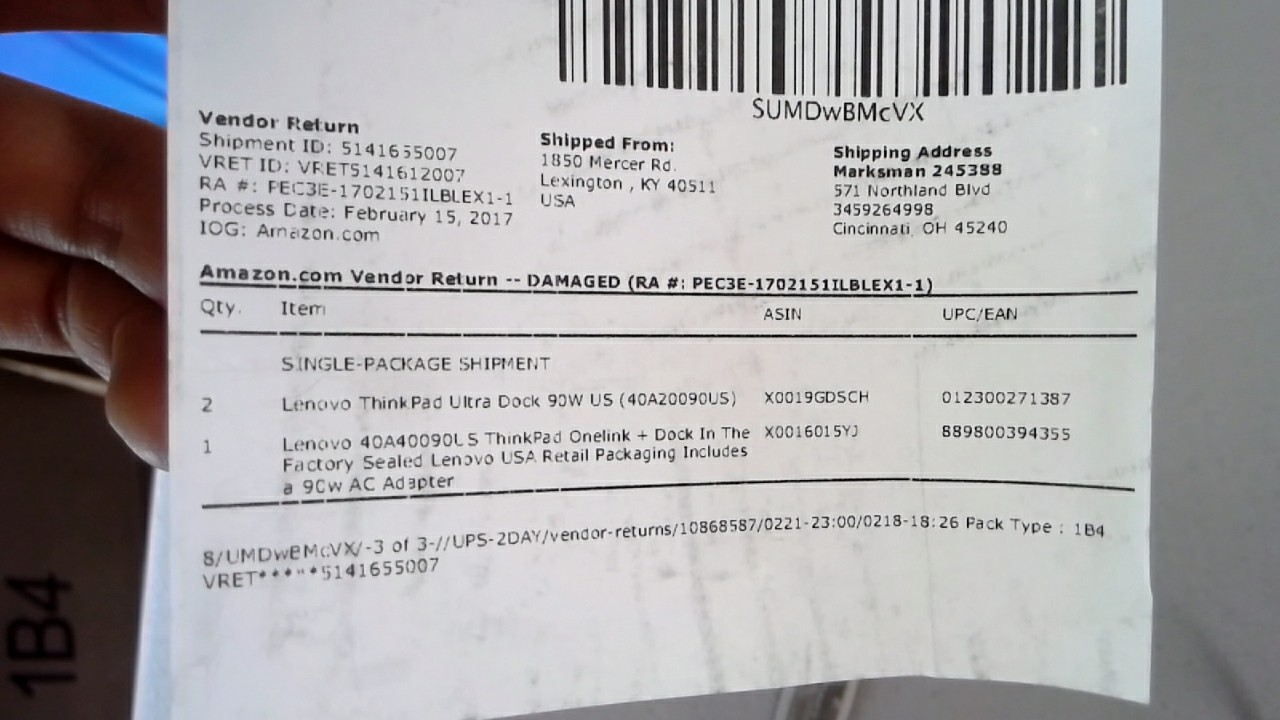 SUMDwBMcVX
Vendor Return
Shipment ID: 5141655007
VRET ID: VRET5141612007
RA #: PEC3E-1702151ILBLEX1-1
Process Date: February 15, 2017
IOG: Amazon.com
Shipped From:
1850 Mercer Rd.
Lexington , KY 40511
USA
Shipping Address
Marksman 245388
571 Northland Blvd
3459264998
Cincinnati, OH 45240
Amazon.com Vendor Return -- DAMAGED (RA #: PEC3E-1702151ILBLEX1-1)
Qty. Item ASIN UPC/EAN
SINGLE-PACKAGE SHIPMENT
2 Lenovo ThinkPad Ultra Dock 90W US (40A20090US) X0019GDSCH 012300271387
1 Lenovo 40A40090US ThinkPad Onelink + Dock In The X0016015YJ 889800394355
Factory Sealed Lenovo USA Retail Packaging Includes
a 90w AC Adapter
8/UMDwBMcVX/-3 of 3-//UPS-2DAY/vendor-returns/10868587/0221-23:00/0218-18:26 Pack Type : 1B4
VRET*****5141655007
1B4